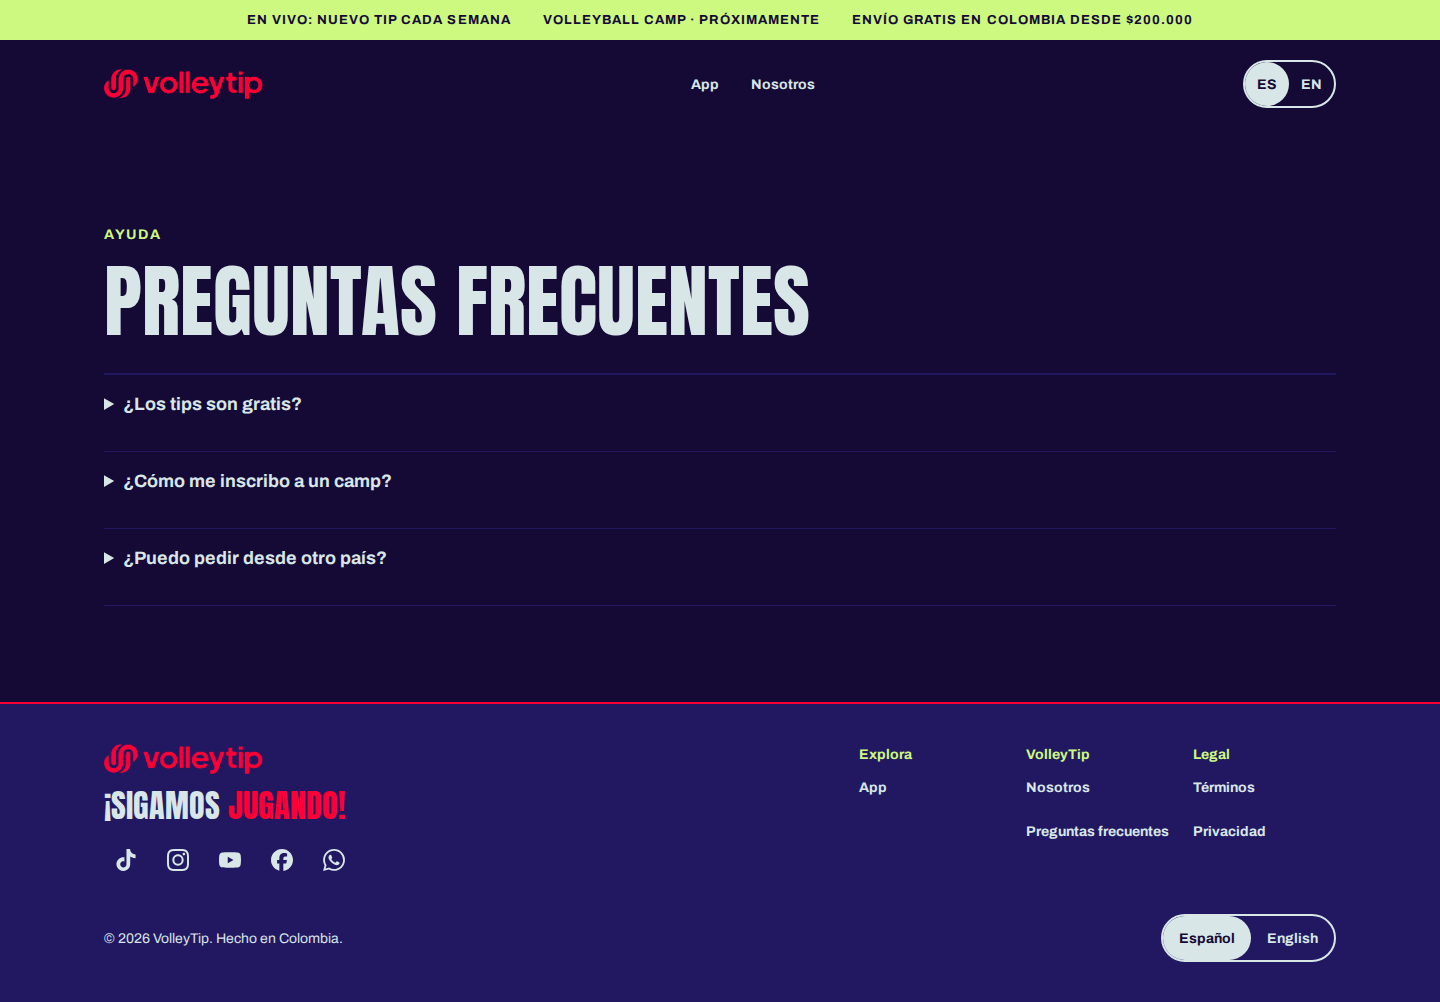 EN VIVO: NUEVO TIP CADA SEMANA VOLLEYBALL CAMP · PRÓXIMAMENTE ENVÍO GRATIS EN COLOMBIA DESDE $200.000
volleytip App Nosotros ES EN
AYUDA
PREGUNTAS FRECUENTES
¿Los tips son gratis?
¿Cómo me inscribo a un camp?
¿Puedo pedir desde otro país?
volleytip
¡SIGAMOS JUGANDO!
Explora
App
VolleyTip
Nosotros
Preguntas frecuentes
Legal
Términos
Privacidad
© 2026 VolleyTip. Hecho en Colombia.
Español English